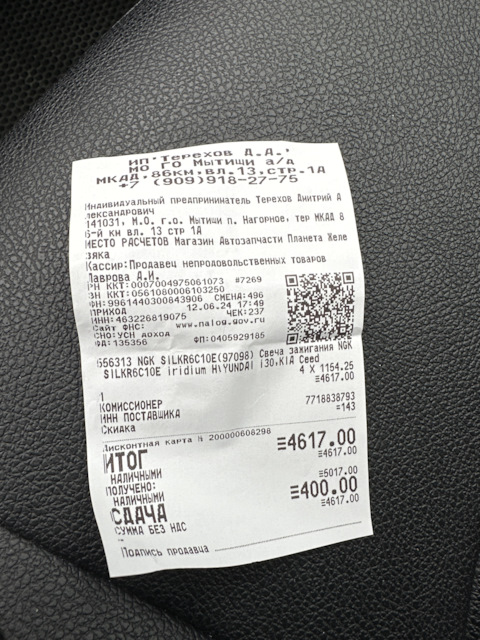 ИП Терехов Д.А.,
МО ГО Мытищи а/д
МКАД,86км,вл.13,стр.1А
+7 (909)918-27-75
Индивидуальный предприниматель Терехов Дмитрий А
лександрович
141031, М.О. г.о. Мытищи п. Нагорное, тер МКАД 8
6-й км вл. 13 стр 1А
МЕСТО РАСЧЕТОВ Магазин Автозапчасти Планета Желе
зяка
Кассир:Продавец непродовольственных товаров
Лаврова А.И.
РН ККТ:0007004975061073 #7269
ЗН ККТ:0561080006103250
ФН:9961440300843906 СМЕНА:496
ПРИХОД 12.06.24 17:49
ИНН:463226819075 ЧЕК:237
Сайт ФНС: www.nalog.gov.ru
СНО:УСН доход
ФД:135356 ФП:0405929185
556313 NGK SILKR6C10E(97098) Свеча зажигания NGK
SILKR6C10E iridium HYUNDAI i30,KIA Ceed
4 X 1154.25
≡4617.00
1
КОМИССИОНЕР
ИНН ПОСТАВЩИКА 7718838793
Скидка =143
Дисконтная карта N 200000608298
ИТОГ ≡4617.00
НАЛИЧНЫМИ ≡4617.00
ПОЛУЧЕНО:
НАЛИЧНЫМИ ≡5017.00
СДАЧА ≡400.00
СУММА БЕЗ НДС ≡4617.00
Подпись продавца